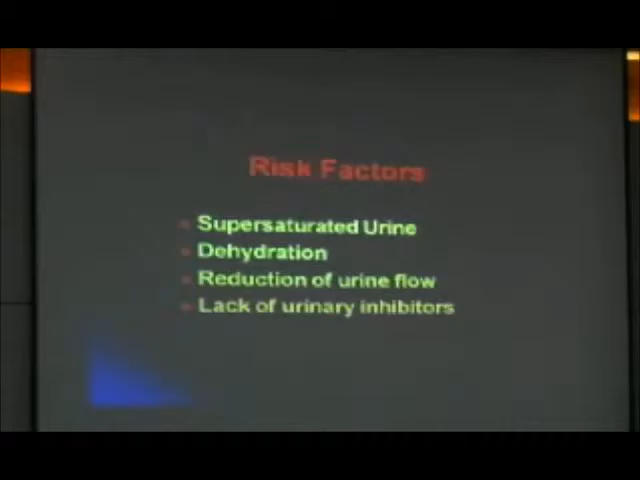 Risk Factors
Supersaturated Urine
Dehydration
Reduction of urine flow
Lack of urinary inhibitors